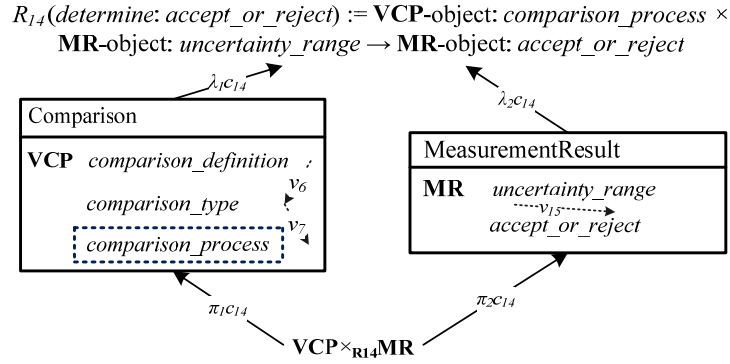 R14(determine: accept_or_reject) := VCP-object: comparison_process ×
MR-object: uncertainty_range → MR-object: accept_or_reject
λ1c14
λ2c14
Comparison
VCP comparison_definition
v6
comparison_type
v7
comparison_process
MeasurementResult
MR uncertainty_range
v15
accept_or_reject
π1c14
π2c14
VCP×R14MR